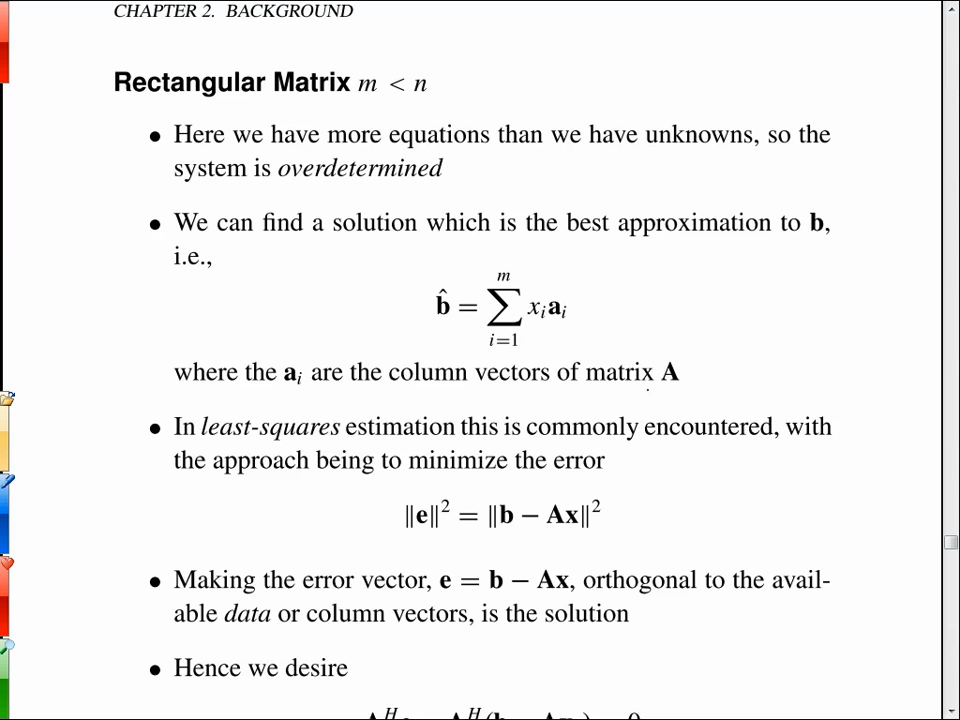 CHAPTER 2. BACKGROUND
Rectangular Matrix m < n
• Here we have more equations than we have unknowns, so the
system is overdetermined
• We can find a solution which is the best approximation to b,
i.e.,
m
b̂ = ∑ xᵢaᵢ
i=1
where the aᵢ are the column vectors of matrix A
• In least-squares estimation this is commonly encountered, with
the approach being to minimize the error
‖e‖² = ‖b − Ax‖²
• Making the error vector, e = b − Ax, orthogonal to the avail-
able data or column vectors, is the solution
• Hence we desire